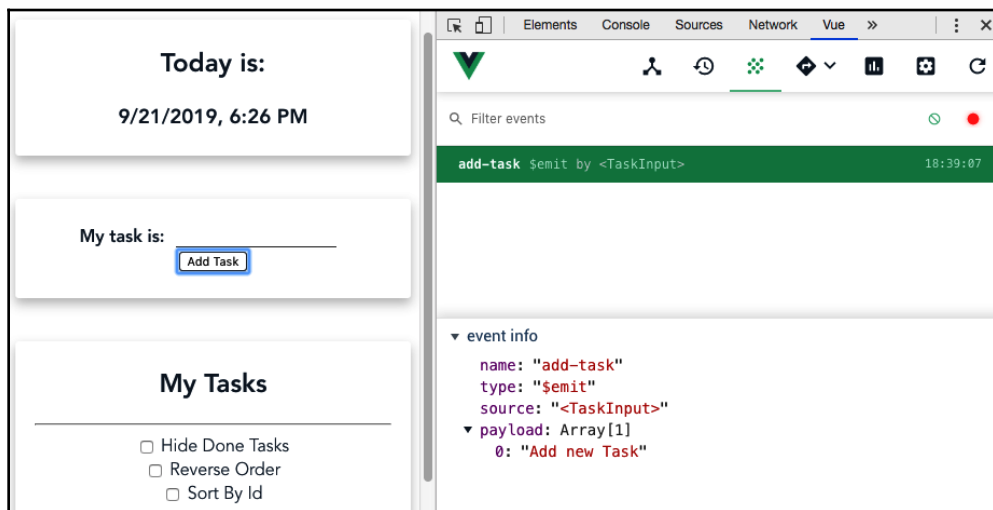 Today is:
9/21/2019, 6:26 PM
My task is:
Add Task
My Tasks
Hide Done Tasks
Reverse Order
Sort By Id
Elements Console Sources Network Vue »
Filter events
add-task $emit by <TaskInput> 18:39:07
event info
name: "add-task"
type: "$emit"
source: "<TaskInput>"
payload: Array[1]
0: "Add new Task"